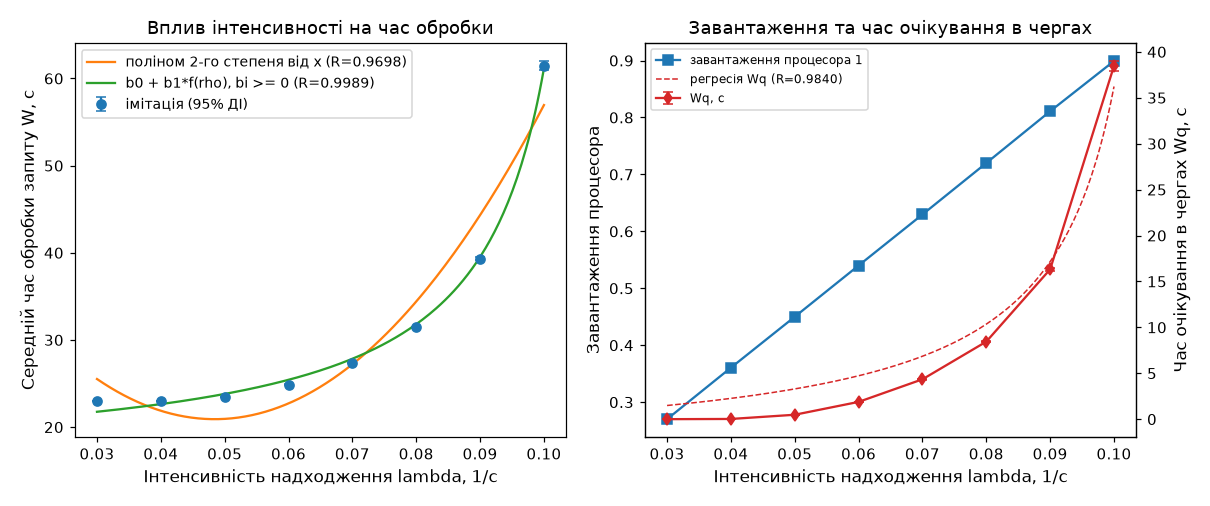 Вплив інтенсивності на час обробки
поліном 2-го степеня від x (R=0.9698)
b0 + b1*f(rho), bi >= 0 (R=0.9989)
імітація (95% ДІ)
Середній час обробки запиту W, с
60
50
40
30
20
0.03 0.04 0.05 0.06 0.07 0.08 0.09 0.10
Інтенсивність надходження lambda, 1/с
Завантаження та час очікування в чергах
завантаження процесора 1
регресія Wq (R=0.9840)
Wq, с
Завантаження процесора
0.9
0.8
0.7
0.6
0.5
0.4
0.3
0.03 0.04 0.05 0.06 0.07 0.08 0.09 0.10
Інтенсивність надходження lambda, 1/с
40
35
30
25
20
15
10
5
0
Час очікування в чергах Wq, с